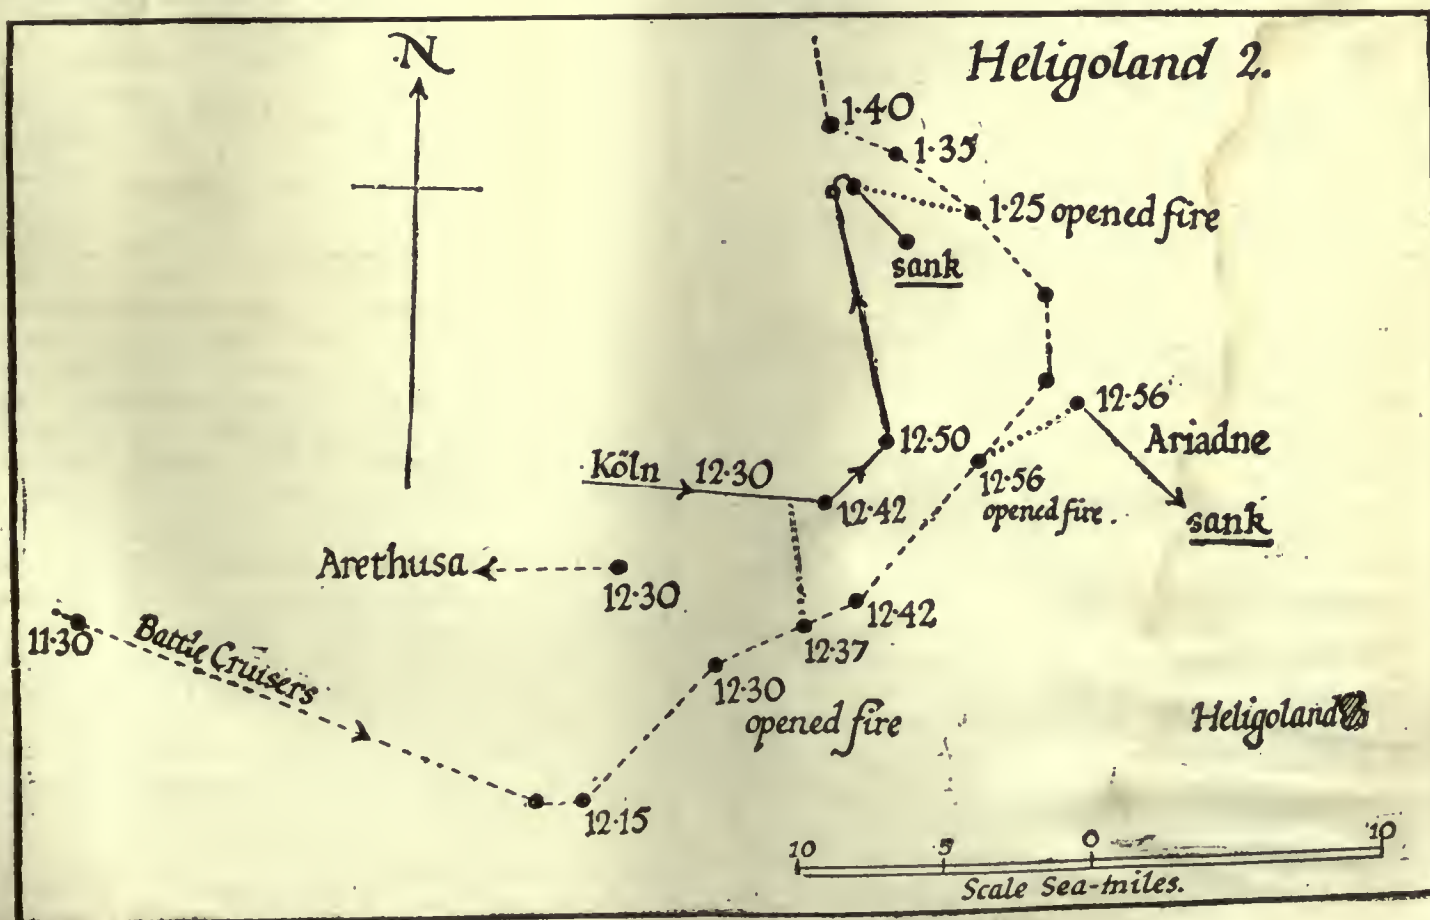 N
Heligoland 2.
1·40
1·35
1·25 opened fire
sank
12·56
Ariadne
12·50
Köln 12·30
12·56
opened fire.
12·42
sank
Arethusa
12·30
12·42
11·30
Battle Cruisers
12·37
12·30
opened fire
Heligoland
12·15
10 5 0 10
Scale Sea-miles.